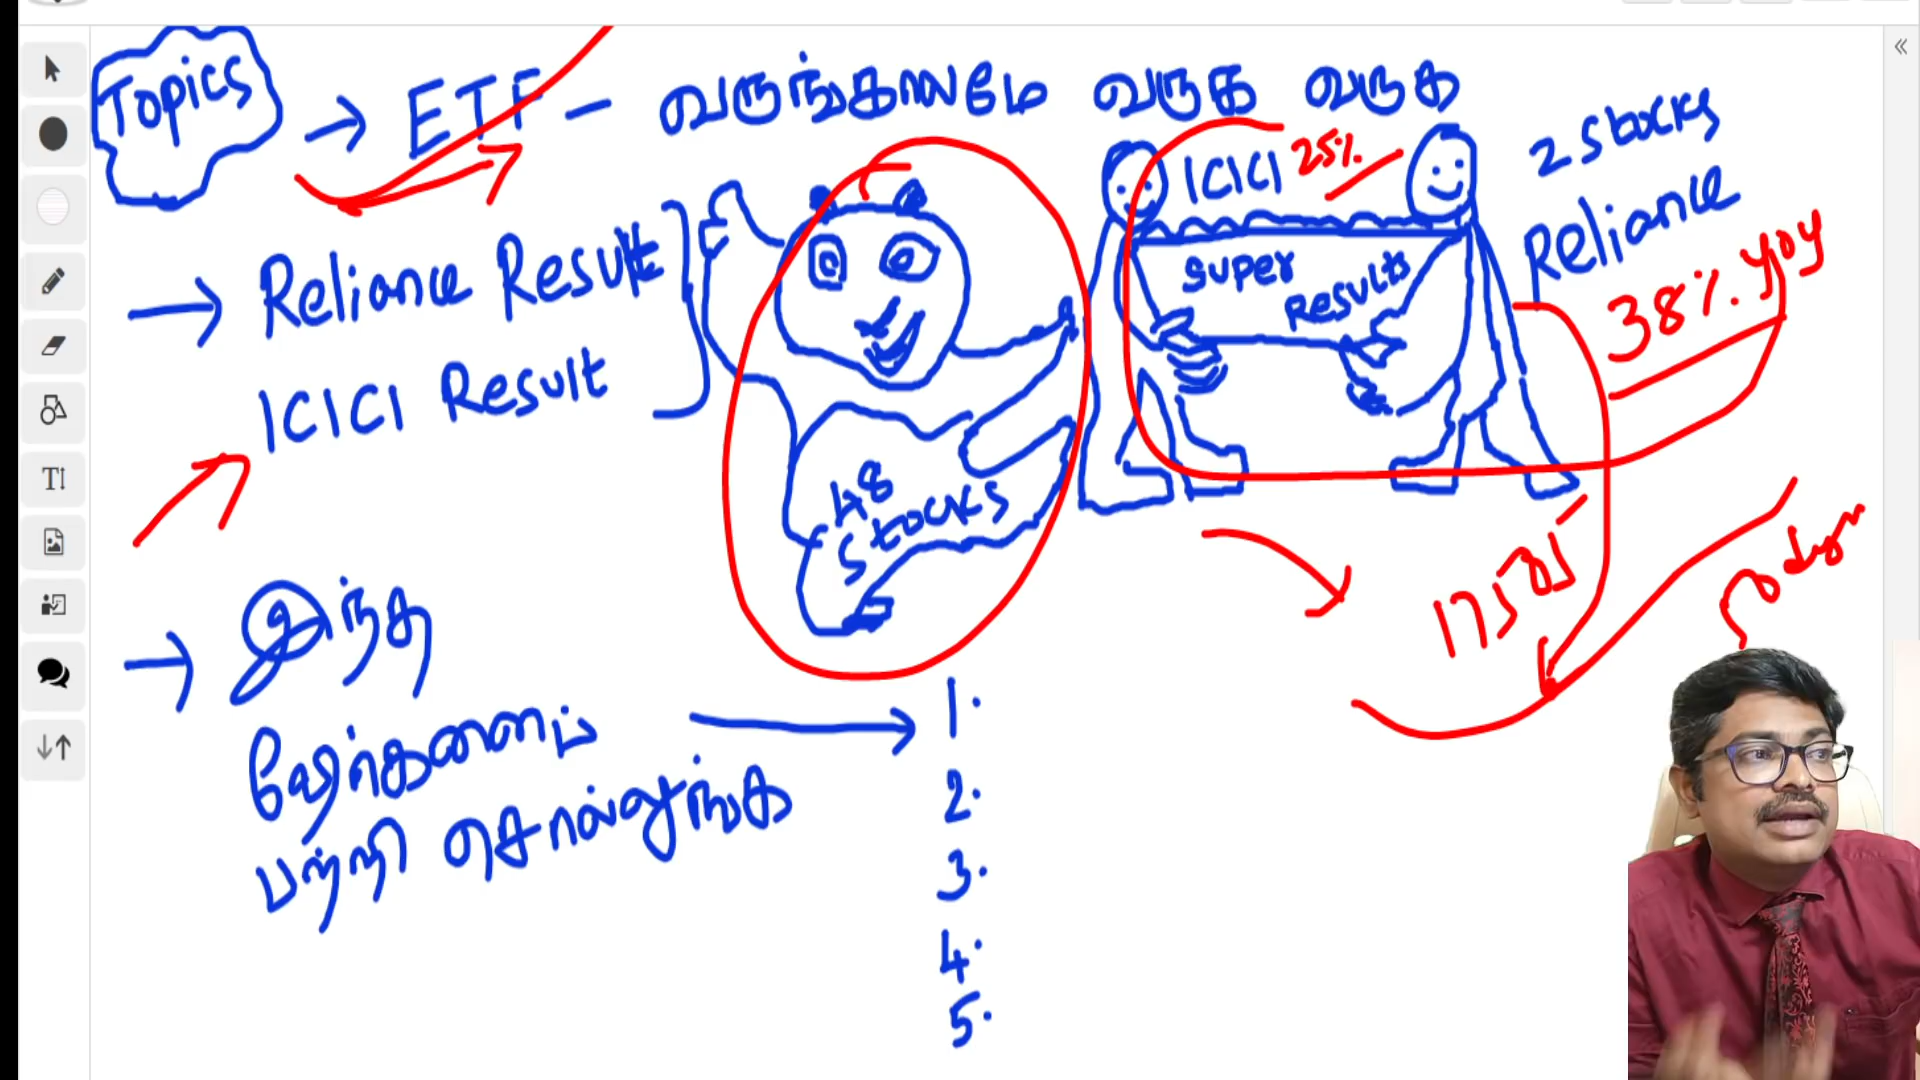 Topics
→ ETF - வருங்காலமே வருக வருக
→ Reliance Result
ICICI Result
ICICI 25%
Super
Results
2 Stocks
Reliance
38% yoy
48
Stocks
→ இந்த
பற்றி சொல்லுங்க
1.
2.
3.
4.
5.